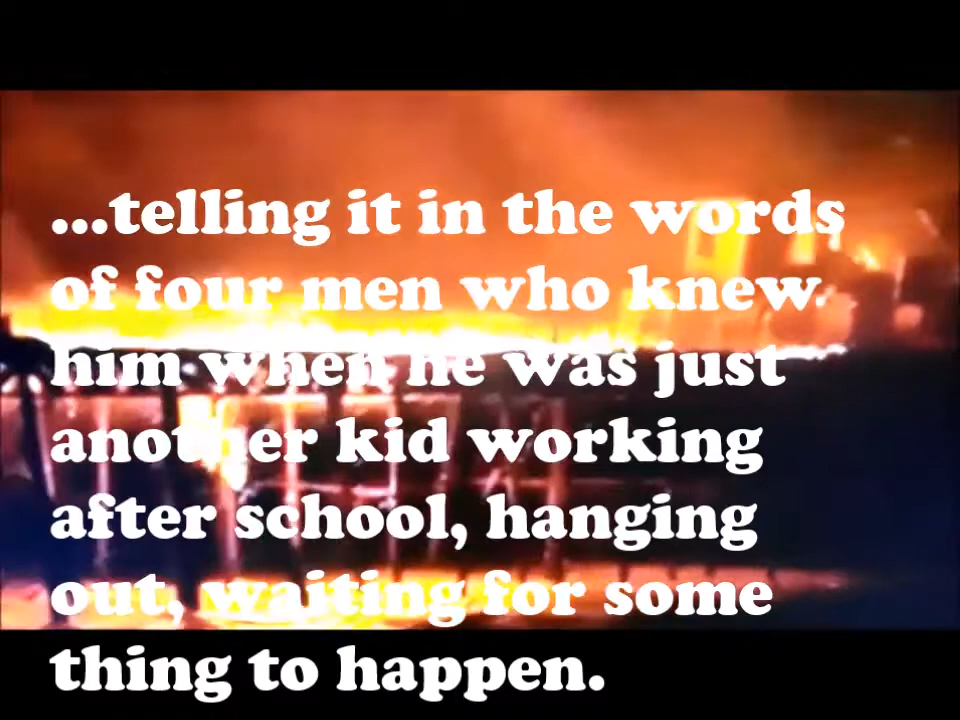 ...telling it in the words
of four men who knew
him when he was just
another kid working
after school, hanging
out, waiting for some
thing to happen.